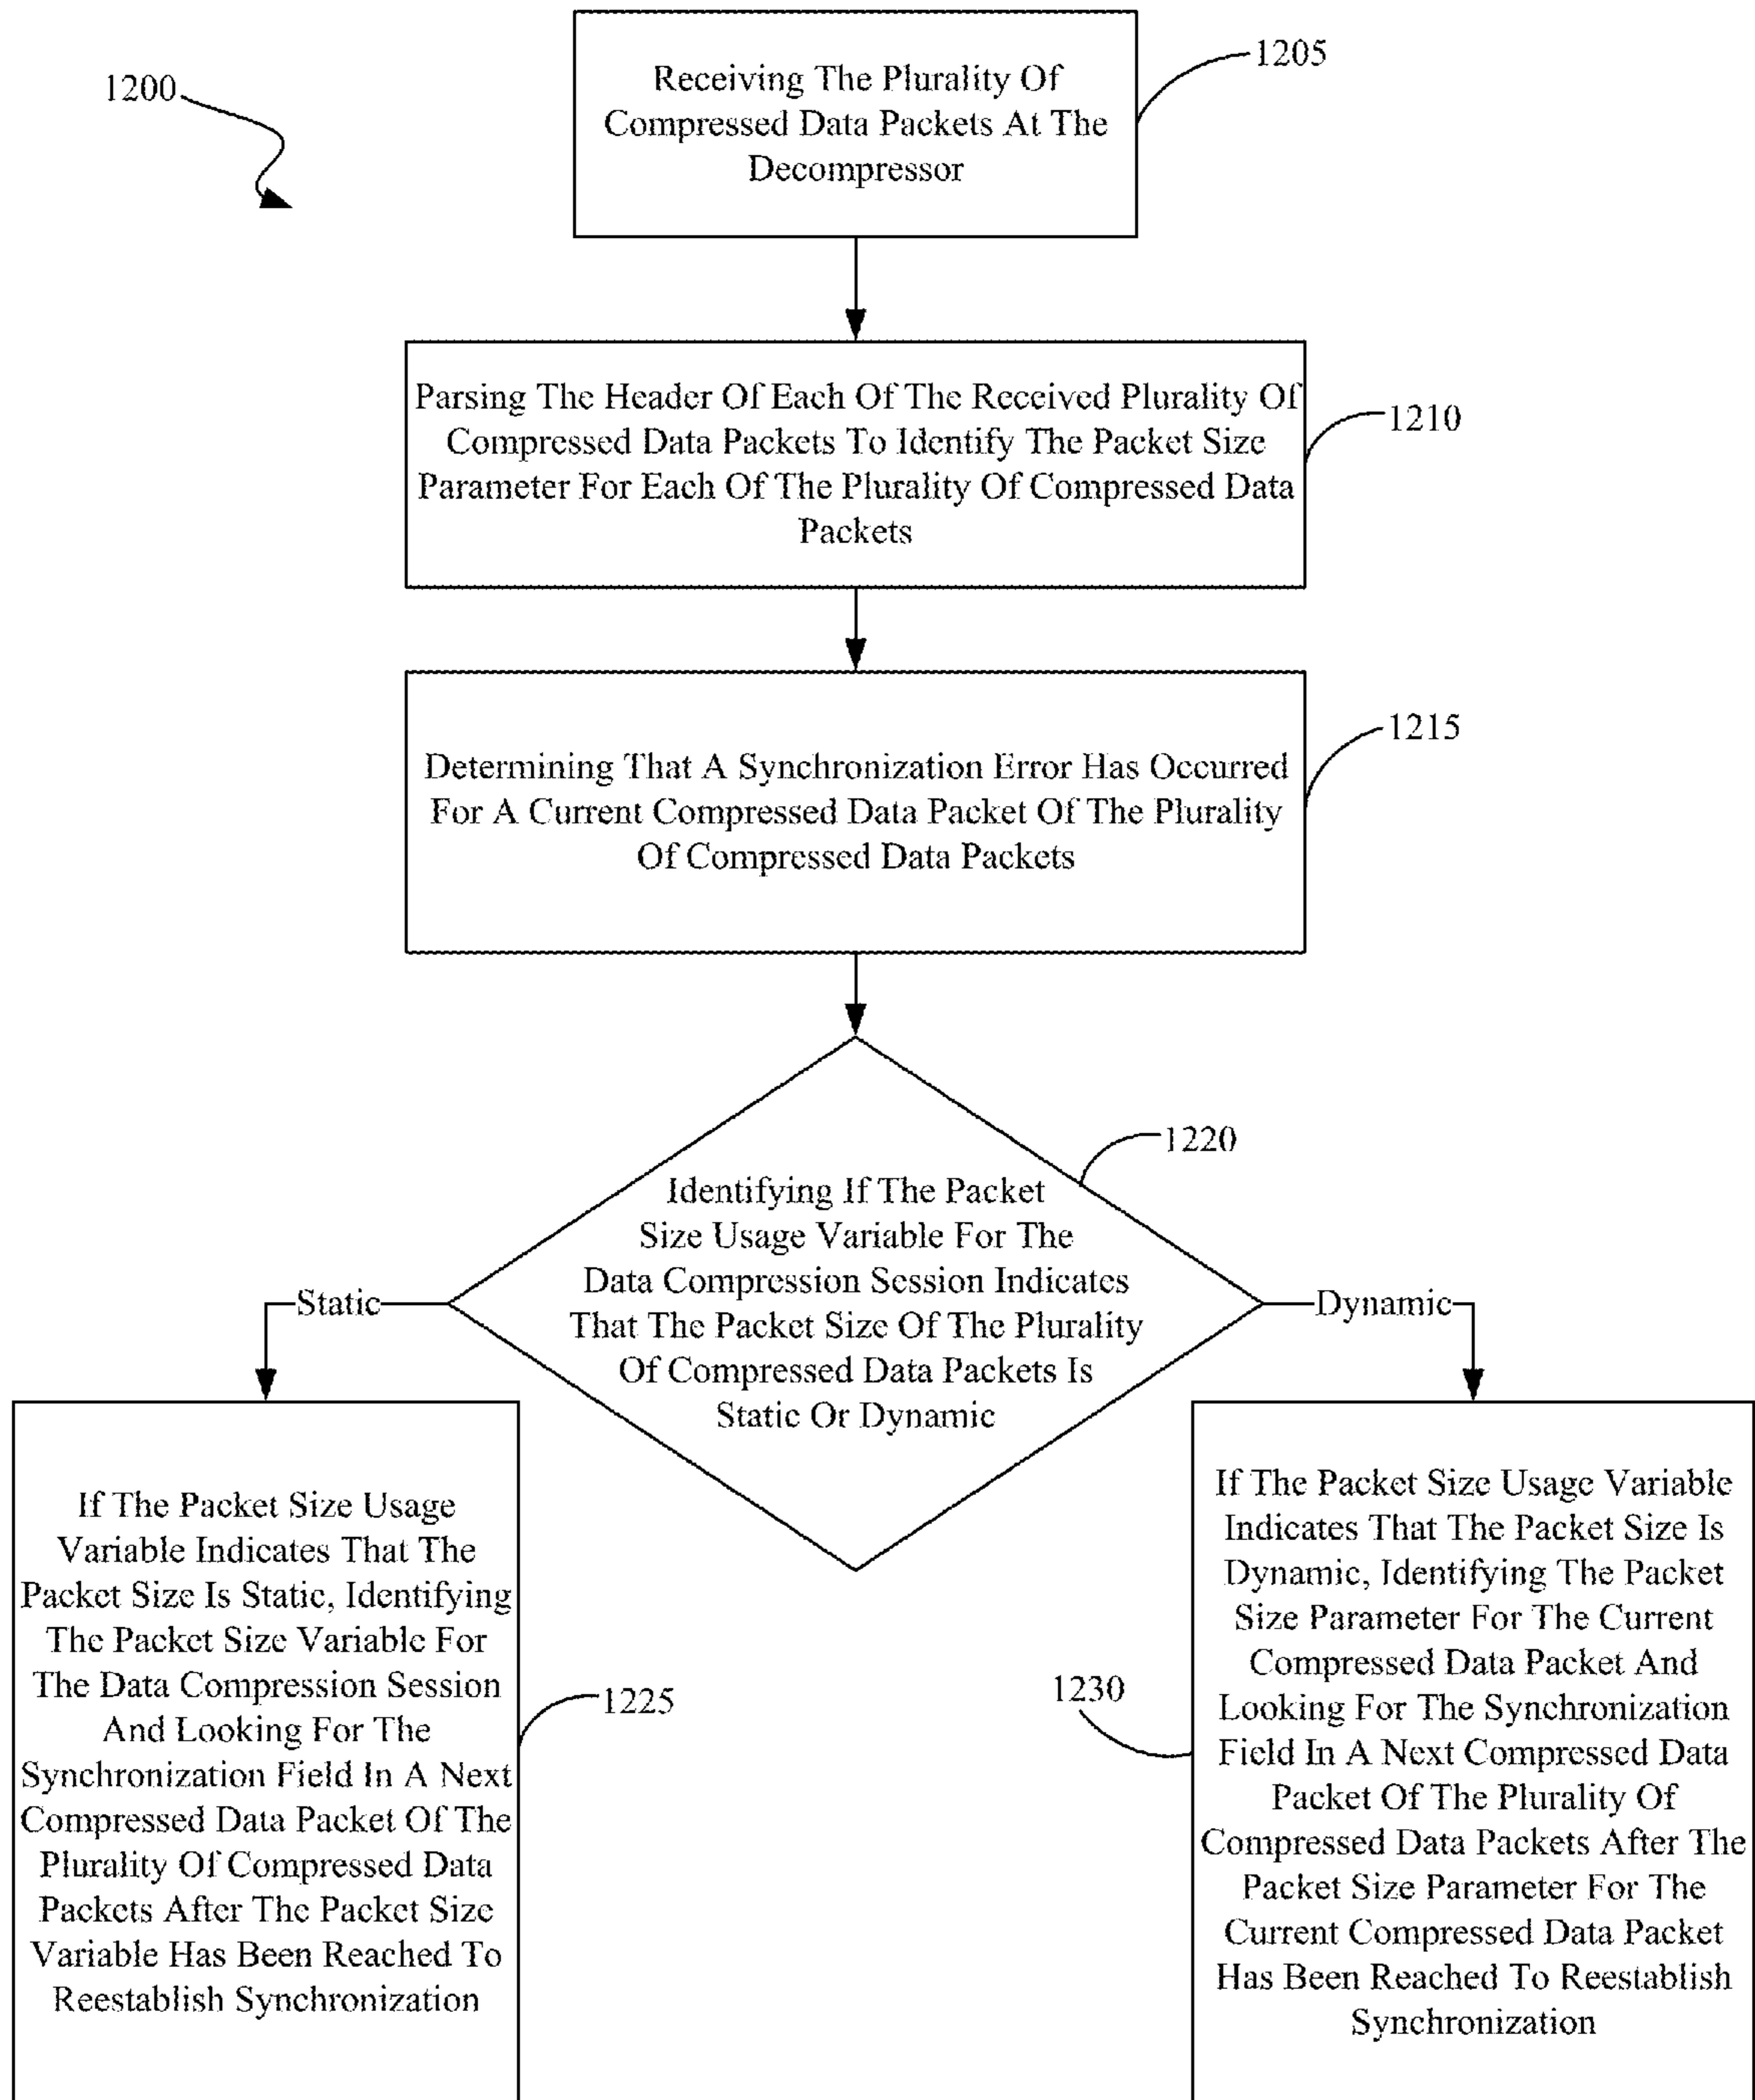 1200
Receiving The Plurality Of
Compressed Data Packets At The
Decompressor
1205
Parsing The Header Of Each Of The Received Plurality Of
Compressed Data Packets To Identify The Packet Size
Parameter For Each Of The Plurality Of Compressed Data
Packets
1210
Determining That A Synchronization Error Has Occurred
For A Current Compressed Data Packet Of The Plurality
Of Compressed Data Packets
1215
Identifying If The Packet
Size Usage Variable For The
Data Compression Session Indicates
That The Packet Size Of The Plurality
Of Compressed Data Packets Is
Static Or Dynamic
1220
Static
Dynamic
If The Packet Size Usage
Variable Indicates That The
Packet Size Is Static, Identifying
The Packet Size Variable For
The Data Compression Session
And Looking For The
Synchronization Field In A Next
Compressed Data Packet Of The
Plurality Of Compressed Data
Packets After The Packet Size
Variable Has Been Reached To
Reestablish Synchronization
1225
If The Packet Size Usage Variable
Indicates That The Packet Size Is
Dynamic, Identifying The Packet
Size Parameter For The Current
Compressed Data Packet And
Looking For The Synchronization
Field In A Next Compressed Data
Packet Of The Plurality Of
Compressed Data Packets After The
Packet Size Parameter For The
Current Compressed Data Packet
Has Been Reached To Reestablish
Synchronization
1230